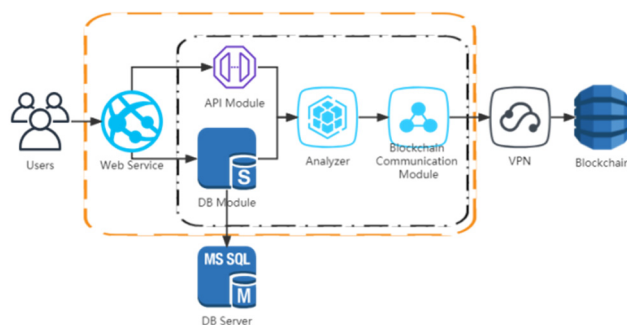 API Module
Users
Web Service
Analyzer
Blockchain
Communication
Module
VPN
Blockchain
S
DB Module
MS SQL
M
DB Server